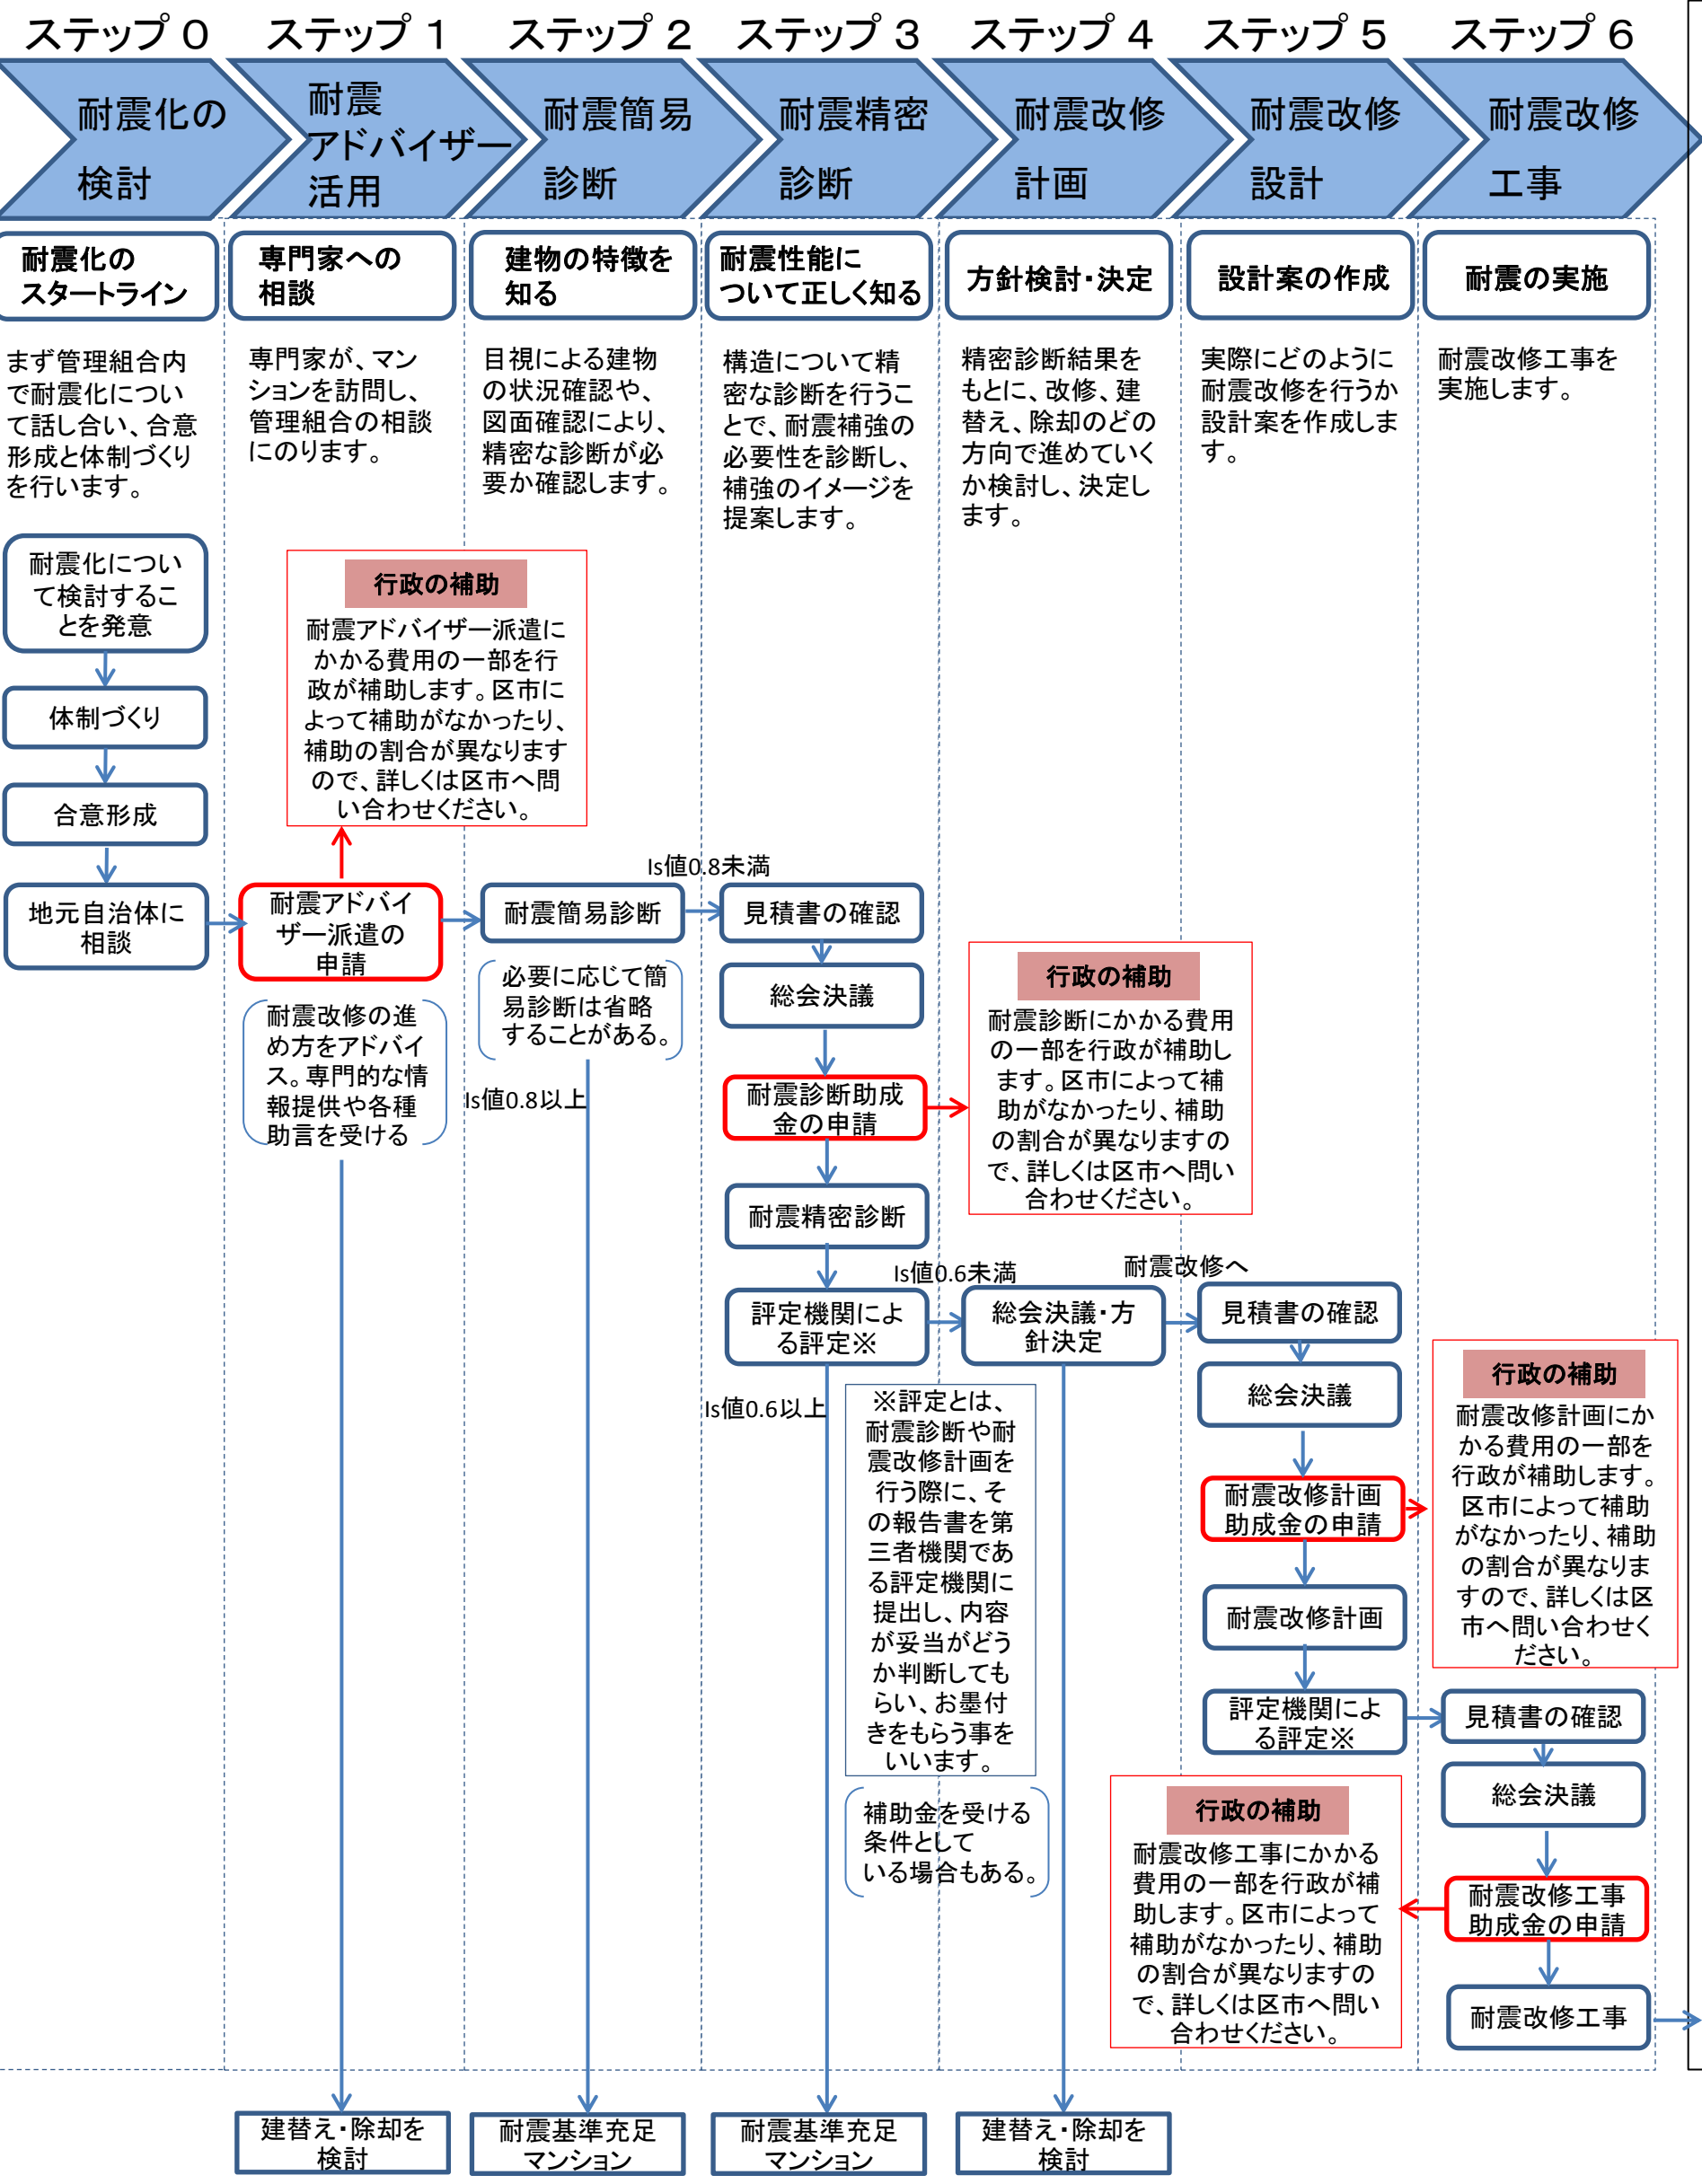 ステップ 0
ステップ 1
ステップ 2
ステップ 3
ステップ 4
ステップ 5
ステップ 6
耐震化の
検討
耐震
アドバイザー
活用
耐震簡易
診断
耐震精密
診断
耐震改修
計画
耐震改修
設計
耐震改修
工事
耐震化の
スタートライン
専門家への
相談
建物の特徴を
知る
耐震性能に
ついて正しく知る
方針検討・決定
設計案の作成
耐震の実施
まず管理組合内
で耐震化につい
て話し合い、合意
形成と体制づくり
を行います。
専門家が、マン
ションを訪問し、
管理組合の相談
にのります。
目視による建物
の状況確認や、
図面確認により、
精密な診断が必
要か確認します。
構造について精
密な診断を行うこ
とで、耐震補強の
必要性を診断し、
補強のイメージを
提案します。
精密診断結果を
もとに、改修、建
替え、除却のどの
方向で進めていく
か検討し、決定し
ます。
実際にどのように
耐震改修を行うか
設計案を作成しま
す。
耐震改修工事を
実施します。
耐震化につい
て検討するこ
とを発意
体制づくり
合意形成
地元自治体に
相談
行政の補助
耐震アドバイザー派遣に
かかる費用の一部を行
政が補助します。区市に
よって補助がなかったり、
補助の割合が異なります
ので、詳しくは区市へ問
い合わせください。
耐震アドバイ
ザー派遣の
申請
耐震改修の進
め方をアドバイ
ス。専門的な情
報提供や各種
助言を受ける
耐震簡易診断
必要に応じて簡
易診断は省略
することがある。
Is値0.8以上
Is値0.8未満
見積書の確認
総会決議
耐震診断助成
金の申請
耐震精密診断
評定機関によ
る評定※
行政の補助
耐震診断にかかる費用
の一部を行政が補助し
ます。区市によって補
助がなかったり、補助
の割合が異なりますの
で、詳しくは区市へ問い
合わせください。
Is値0.6未満
Is値0.6以上
総会決議・方
針決定
※評定とは、
耐震診断や耐
震改修計画を
行う際に、そ
の報告書を第
三者機関であ
る評定機関に
提出し、内容
が妥当がどう
か判断しても
らい、お墨付
きをもらう事を
いいます。
補助金を受ける
条件として
いる場合もある。
耐震改修へ
見積書の確認
総会決議
耐震改修計画
助成金の申請
耐震改修計画
評定機関によ
る評定※
行政の補助
耐震改修計画にか
かる費用の一部を
行政が補助します。
区市によって補助
がなかったり、補助
の割合が異なりま
すので、詳しくは区
市へ問い合わせく
ださい。
見積書の確認
総会決議
耐震改修工事
助成金の申請
耐震改修工事
行政の補助
耐震改修工事にかかる
費用の一部を行政が補
助します。区市によって
補助がなかったり、補助
の割合が異なりますの
で、詳しくは区市へ問い
合わせください。
建替え・除却を
検討
耐震基準充足
マンション
耐震基準充足
マンション
建替え・除却を
検討